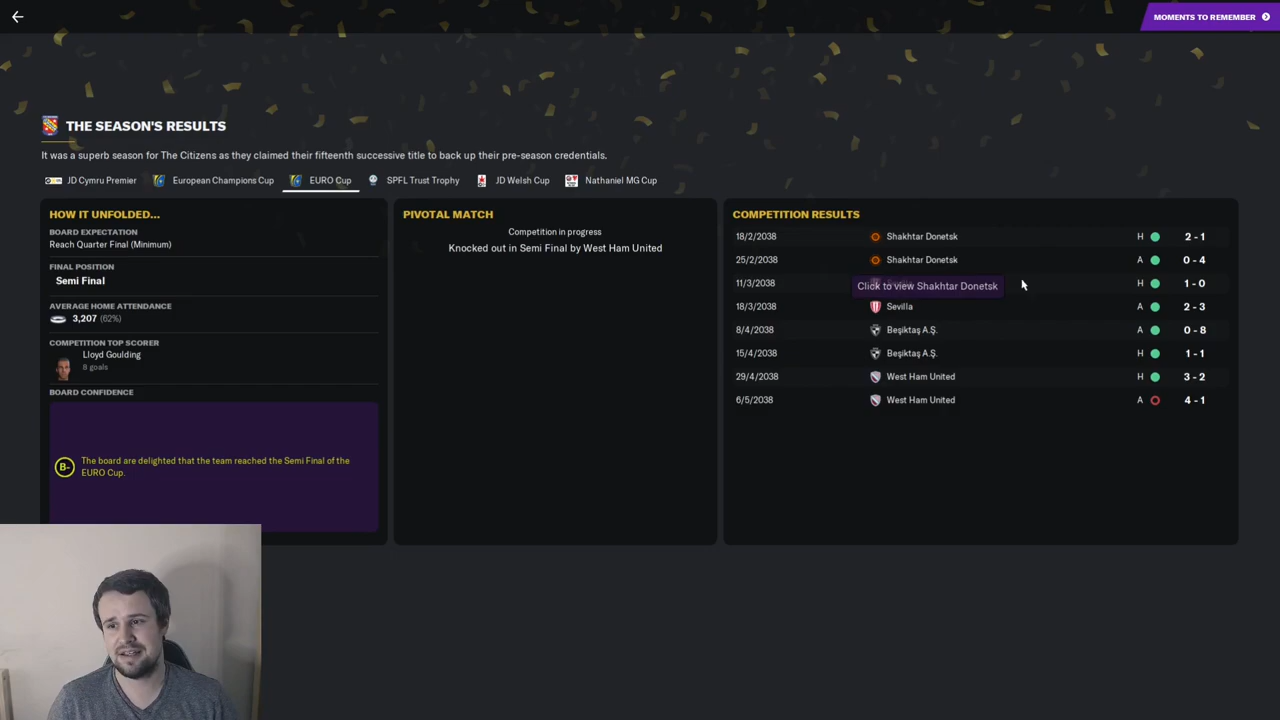 MOMENTS TO REMEMBER
THE SEASON'S RESULTS
It was a superb season for The Citizens as they claimed their fifteenth successive title to back up their pre-season credentials.
JD Cymru Premier European Champions Cup EURO Cup SPFL Trust Trophy JD Welsh Cup Nathaniel MG Cup
HOW IT UNFOLDED...
BOARD EXPECTATION
Reach Quarter Final (Minimum)
FINAL POSITION
Semi Final
AVERAGE HOME ATTENDANCE
3,207 (62%)
COMPETITION TOP SCORER
Lloyd Goulding
8 goals
BOARD CONFIDENCE
B-
The board are delighted that the team reached the Semi Final of the
EURO Cup.
PIVOTAL MATCH
Competition in progress
Knocked out in Semi Final by West Ham United
COMPETITION RESULTS
18/2/2038 Shakhtar Donetsk H 2 - 1
25/2/2038 Shakhtar Donetsk A 0 - 4
11/3/2038 H 1 - 0
Click to view Shakhtar Donetsk
18/3/2038 Sevilla A 2 - 3
8/4/2038 Beşiktaş A.Ş. A 0 - 8
15/4/2038 Beşiktaş A.Ş. H 1 - 1
29/4/2038 West Ham United H 3 - 2
6/5/2038 West Ham United A 4 - 1